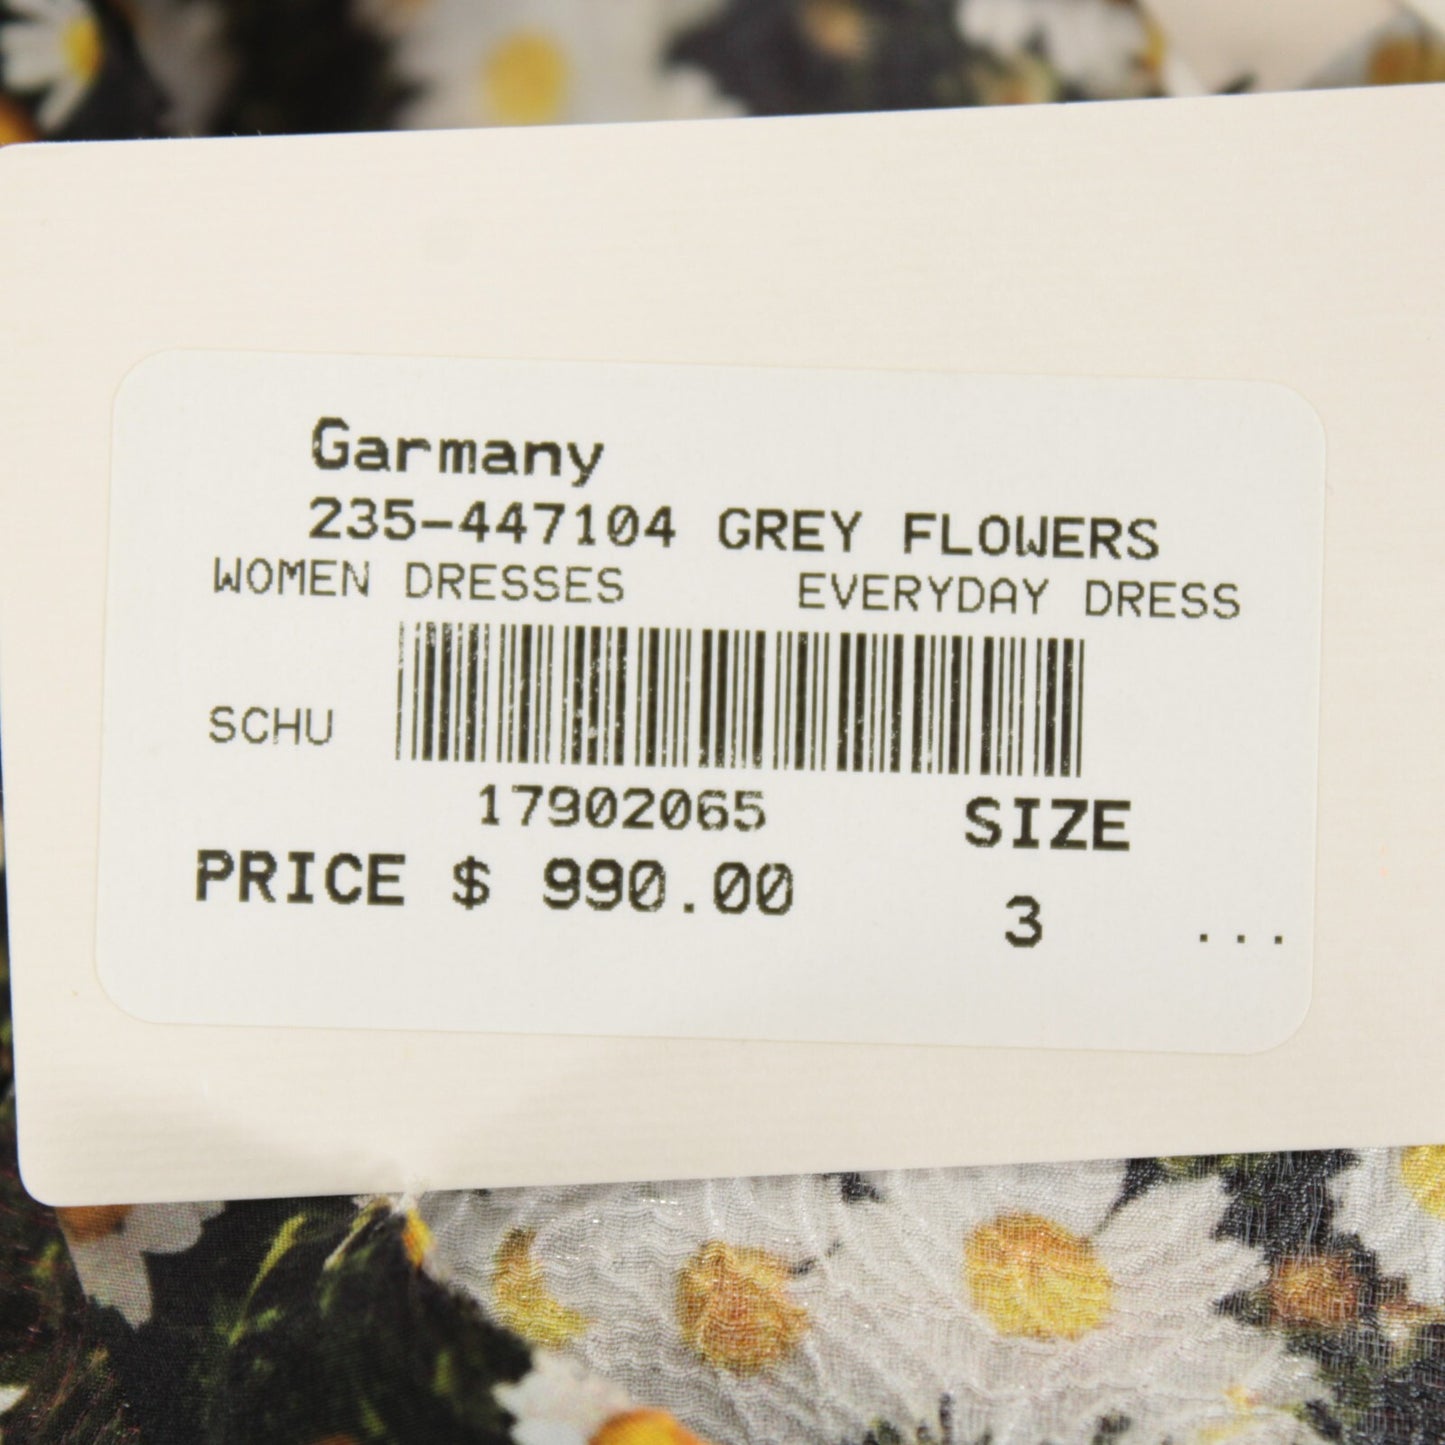 Garmany
235-447104 GREY FLOWERS
WOMEN DRESSES EVERYDAY DRESS
SCHU
17902065 SIZE
PRICE $ 990.00
3 ...